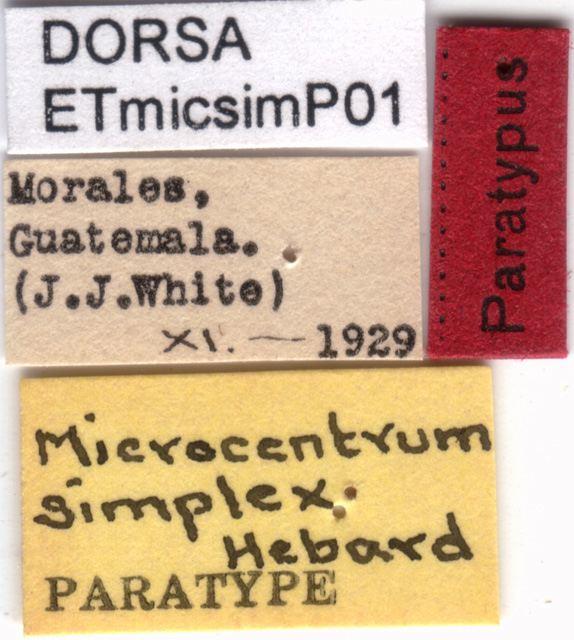 DORSA
ETmicsimP01
Paratypus
Morales,
Guatemala.
(J.J.White)
XI. — 1929
Microcentrum
simplex
Hebard
PARATYPE